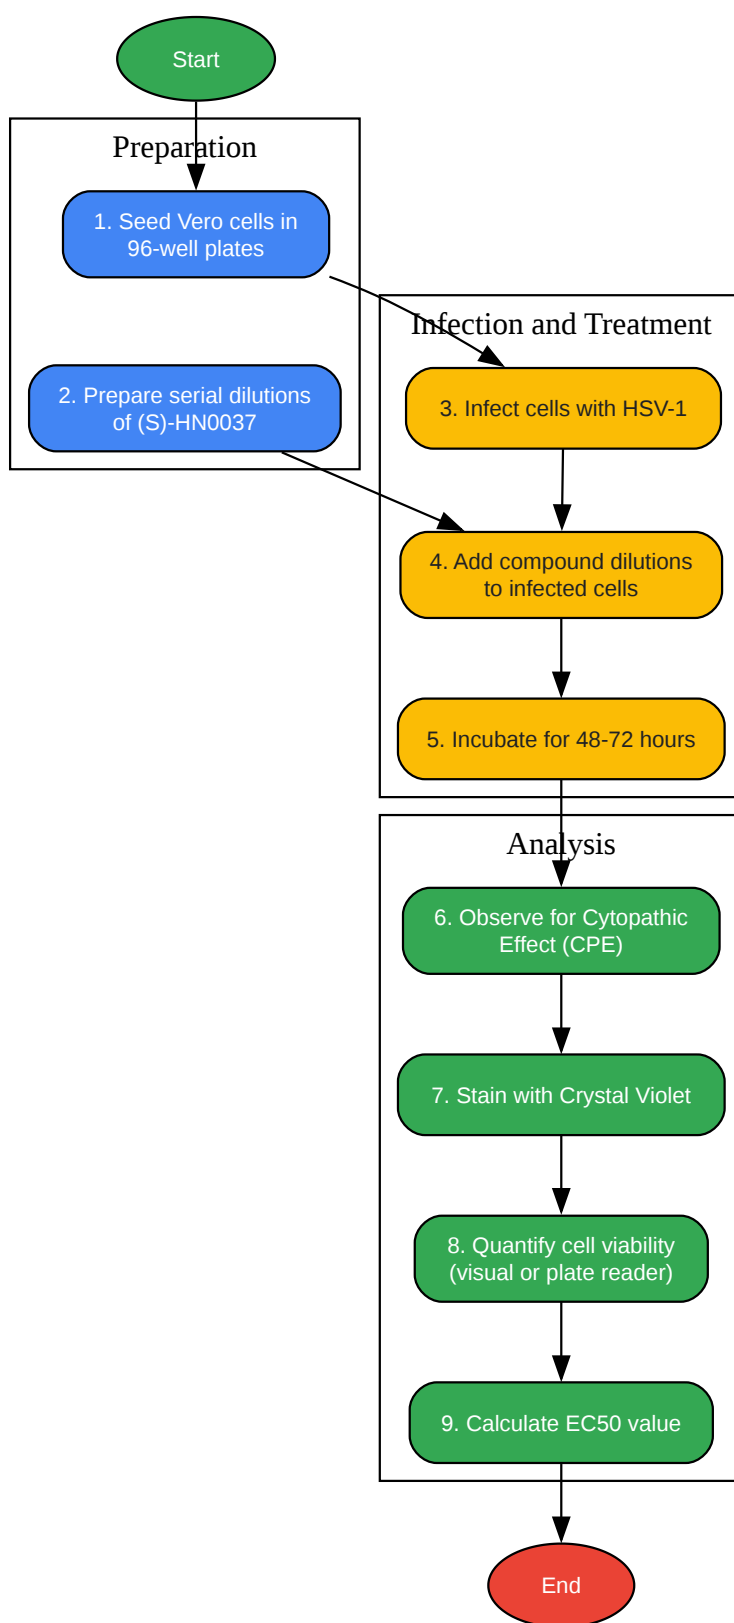 Start
Preparation
1. Seed Vero cells in
96-well plates
2. Prepare serial dilutions
of (S)-HN0037
Infection and Treatment
3. Infect cells with HSV-1
4. Add compound dilutions
to infected cells
5. Incubate for 48-72 hours
Analysis
6. Observe for Cytopathic
Effect (CPE)
7. Stain with Crystal Violet
8. Quantify cell viability
(visual or plate reader)
9. Calculate EC50 value
End